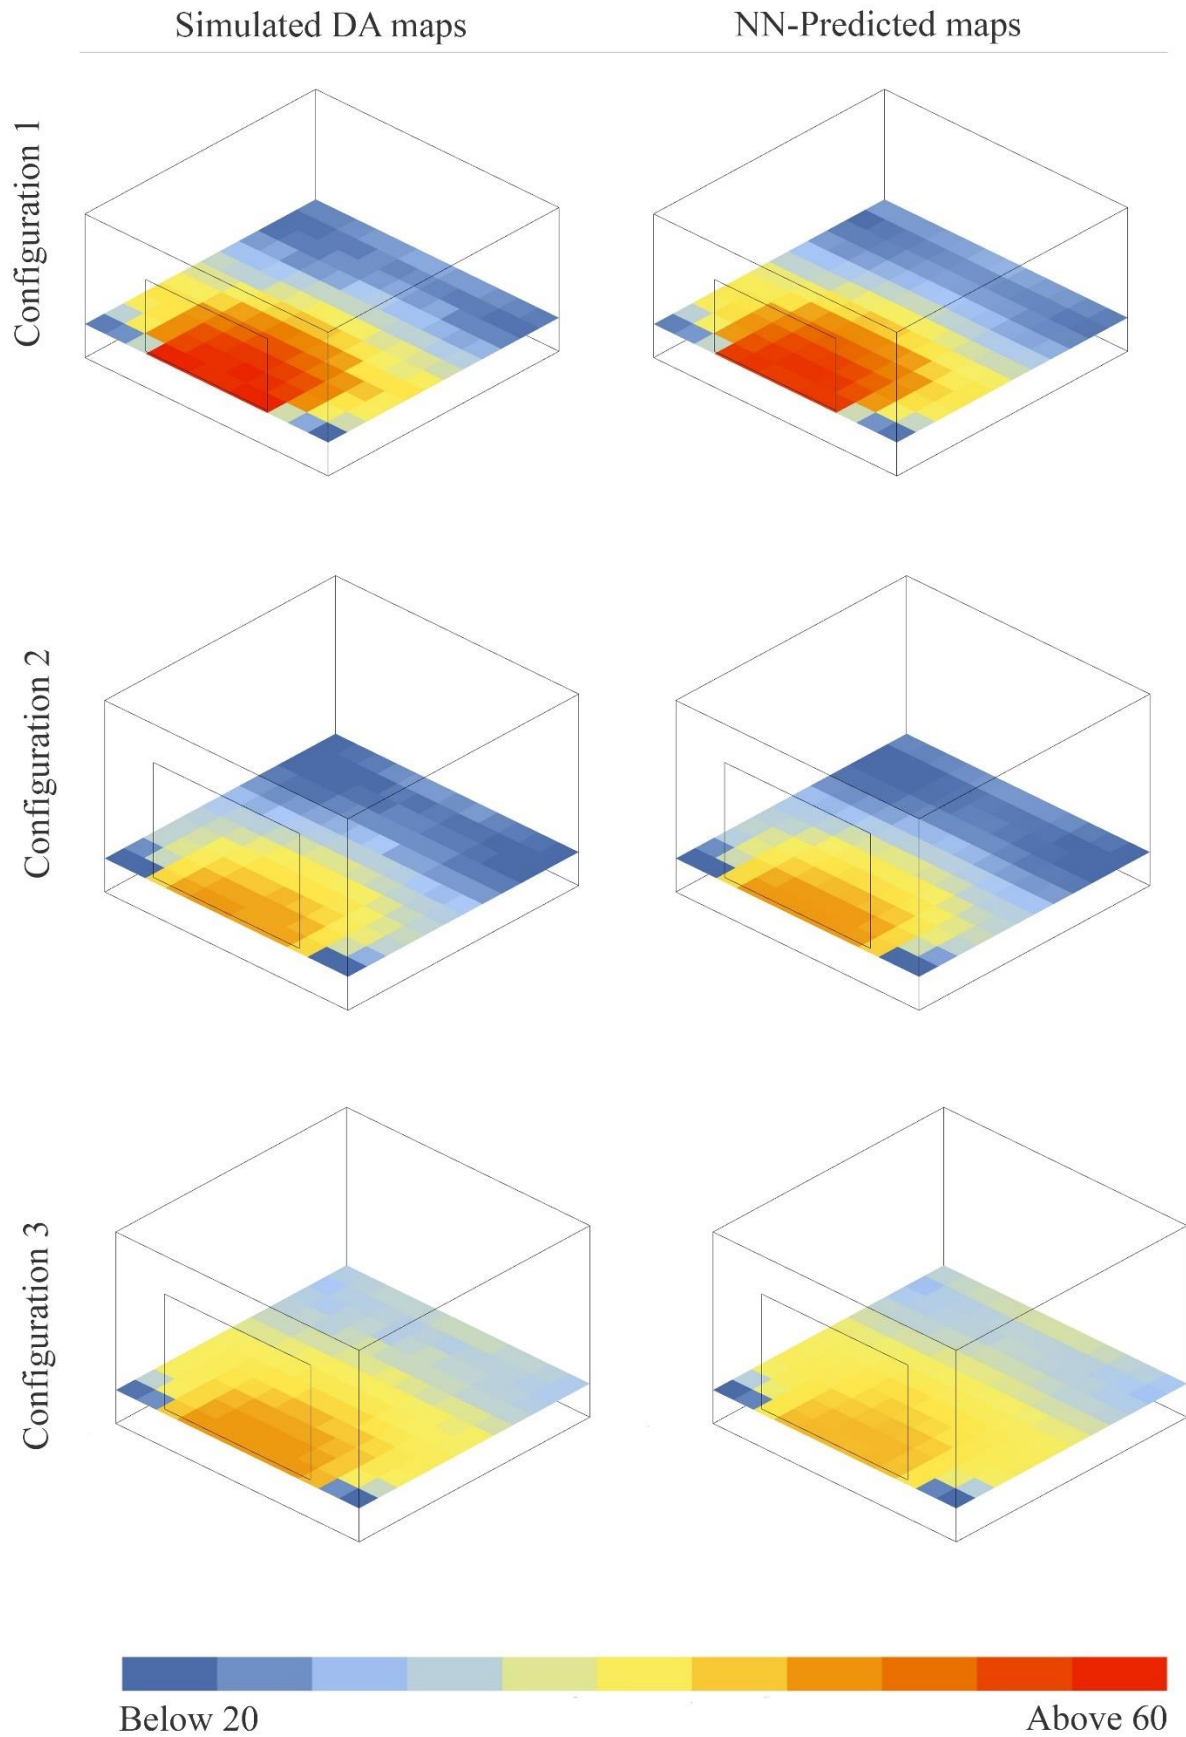 Simulated DA maps
NN-Predicted maps
Configuration 1
Configuration 2
Configuration 3
Below 20
Above 60